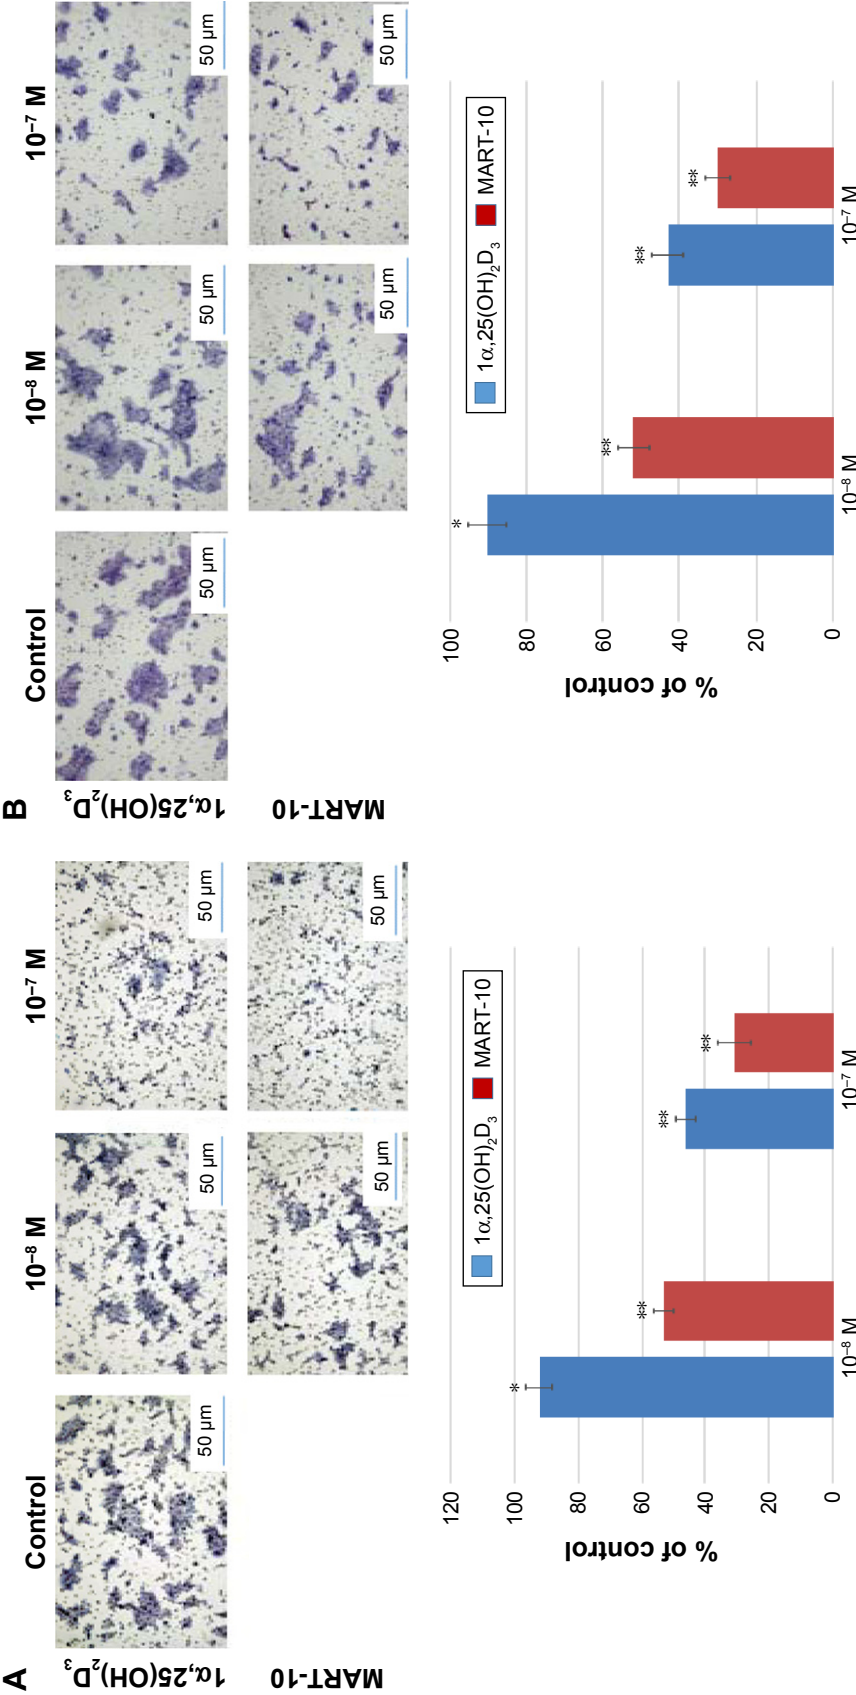 A
Control
10⁻⁸ M
10⁻⁷ M
1α,25(OH)₂D₃
50 µm
50 µm
50 µm
MART-10
50 µm
50 µm
% of control
120
100
80
60
40
20
0
1α,25(OH)₂D₃ MART-10
*
**
**
**
10⁻⁸ M
10⁻⁷ M
B
Control
10⁻⁸ M
10⁻⁷ M
1α,25(OH)₂D₃
50 µm
50 µm
50 µm
MART-10
50 µm
50 µm
% of control
100
80
60
40
20
0
1α,25(OH)₂D₃ MART-10
*
**
**
**
10⁻⁸ M
10⁻⁷ M